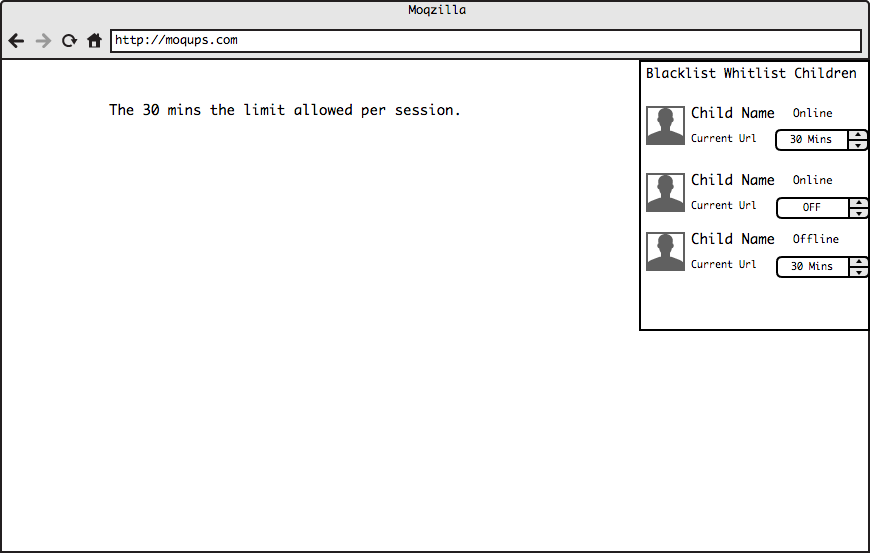 Moqzilla
http://moqups.com
Blacklist Whitlist Children
The 30 mins the limit allowed per session.
Child Name Online
Current Url 30 Mins
Child Name Online
Current Url OFF
Child Name Offline
Current Url 30 Mins